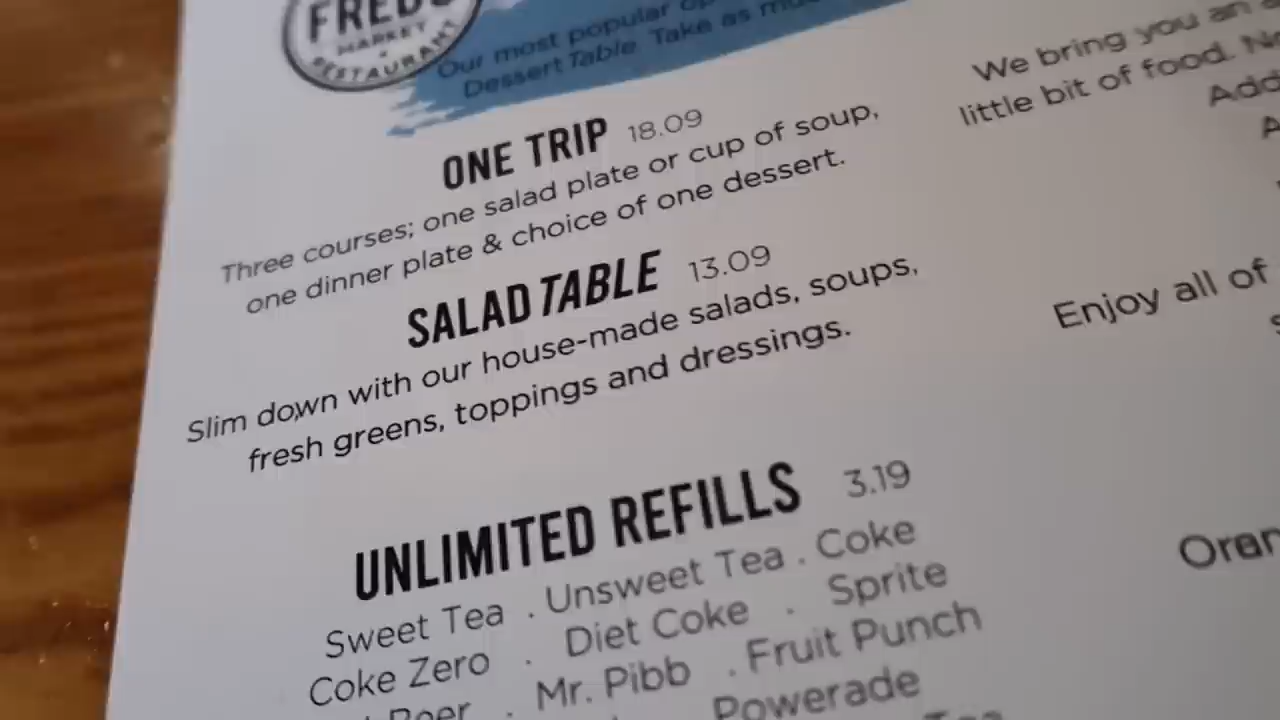 FRED'S
MARKET
RESTAURANT
Our most popular
Dessert Table. Take as
ONE TRIP 18.09
Three courses; one salad plate or cup of soup,
one dinner plate & choice of one dessert.
SALAD TABLE 13.09
Slim down with our house-made salads, soups,
fresh greens, toppings and dressings.
UNLIMITED REFILLS 3.19
Sweet Tea . Unsweet Tea . Coke
Coke Zero . Diet Coke . Sprite
Mr. Pibb . Fruit Punch
Powerade
Tea
We bring you an
little bit of food.
Add
Enjoy all of